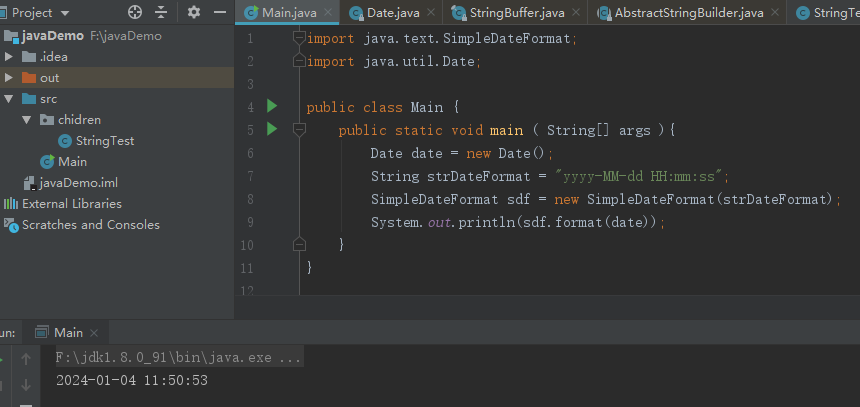 Project
Main.java
Date.java
StringBuffer.java
AbstractStringBuilder.java
StringTe
javaDemo F:\javaDemo
.idea
out
src
chidren
StringTest
Main
javaDemo.iml
External Libraries
Scratches and Consoles
1 import java.text.SimpleDateFormat;
2 import java.util.Date;
3
4 public class Main {
5 public static void main ( String[] args ){
6 Date date = new Date();
7 String strDateFormat = "yyyy-MM-dd HH:mm:ss";
8 SimpleDateFormat sdf = new SimpleDateFormat(strDateFormat);
9 System.out.println(sdf.format(date));
10 }
11 }
12
un: Main
F:\jdk1.8.0_91\bin\java.exe ...
2024-01-04 11:50:53